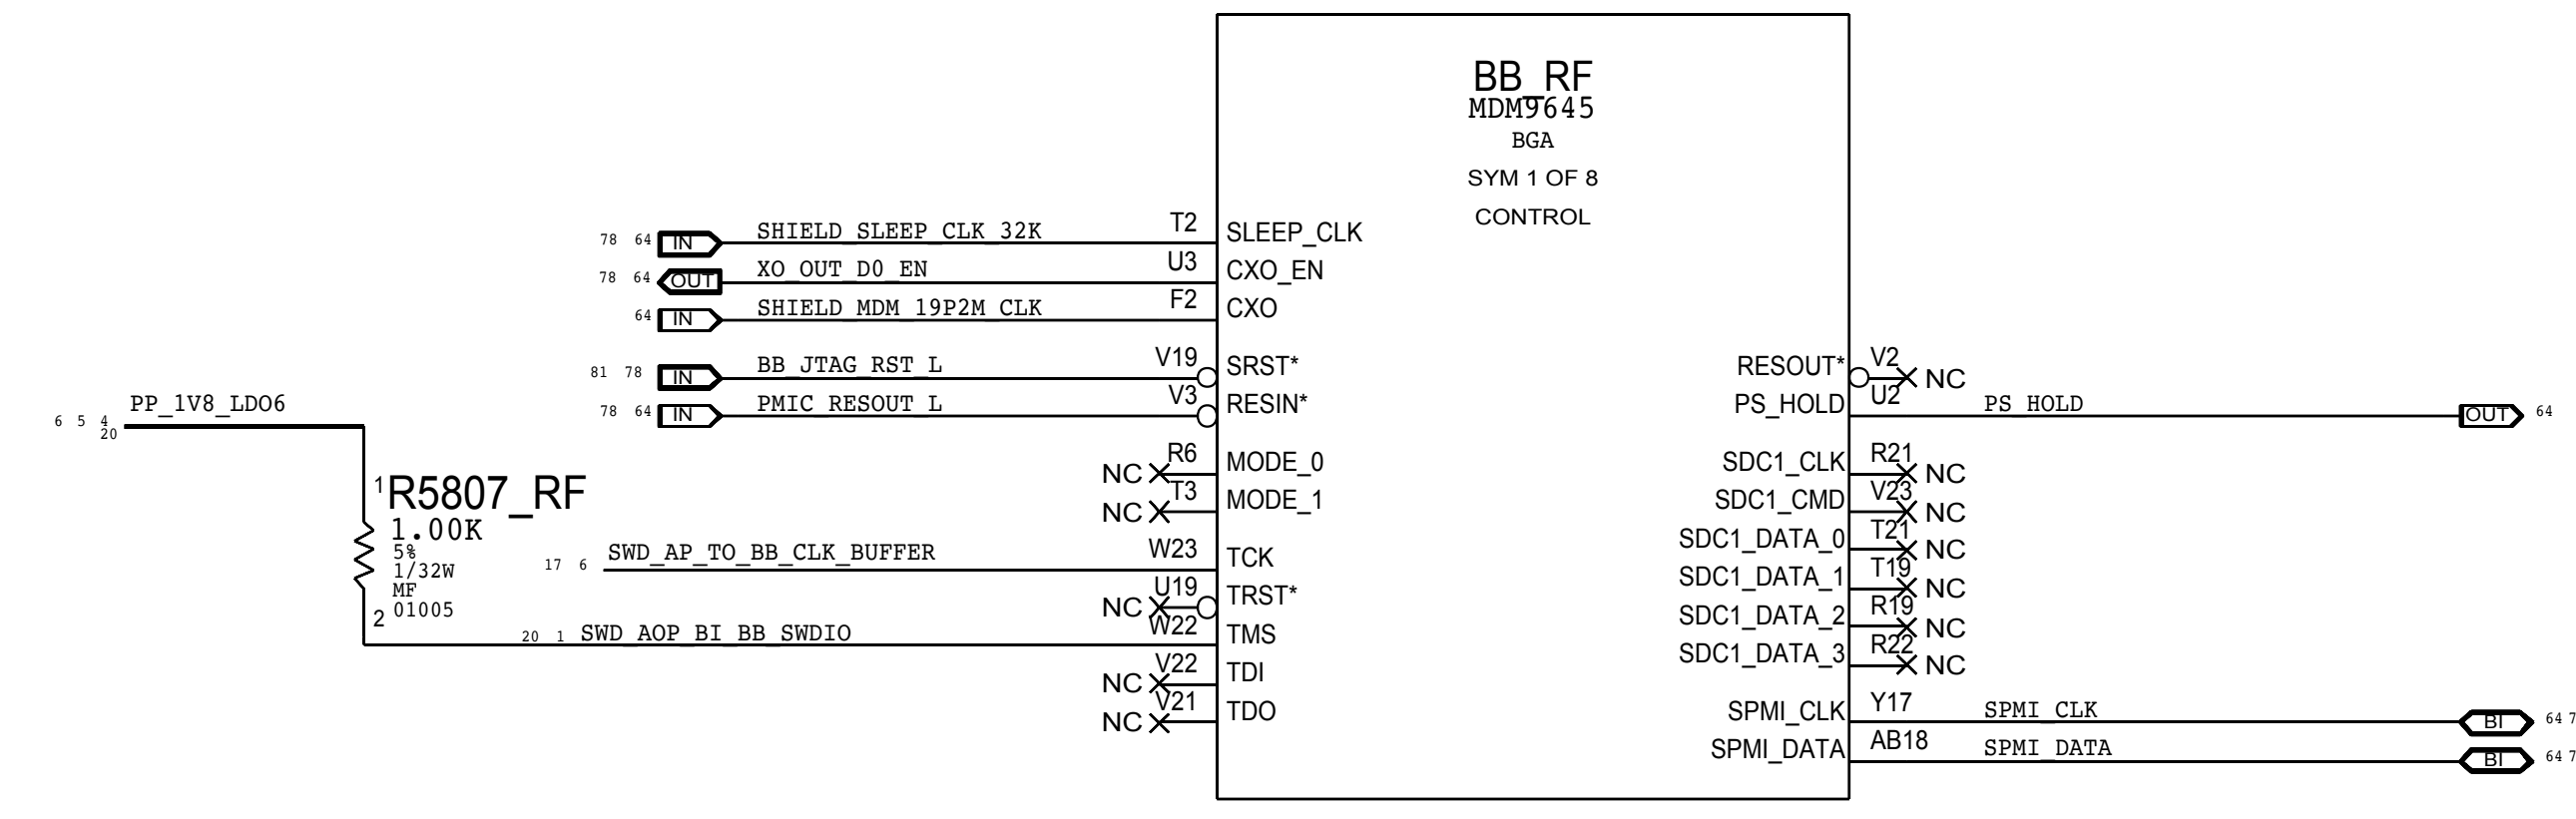 BB_RF
MDM9645
BGA
SYM 1 OF 8
CONTROL
78 64 IN SHIELD_SLEEP_CLK_32K T2 SLEEP_CLK
78 64 OUT XO_OUT_D0_EN U3 CXO_EN
64 IN SHIELD_MDM_19P2M_CLK F2 CXO
81 78 IN BB_JTAG_RST_L V19 SRST*
RESOUT* V2 NC
78 64 IN PMIC_RESOUT_L V3 RESIN*
PS_HOLD U2 PS_HOLD OUT 64
6 5 4 PP_1V8_LDO6
20
NC R6 MODE_0
SDC1_CLK R21 NC
1 R5807_RF
NC T3 MODE_1
SDC1_CMD V23 NC
1.00K
5%
1/32W
MF
2 01005
17 6 SWD_AP_TO_BB_CLK_BUFFER W23 TCK
SDC1_DATA_0 T21 NC
SDC1_DATA_1 T19 NC
NC U19 TRST*
SDC1_DATA_2 R19 NC
20 1 SWD_AOP_BI_BB_SWDIO W22 TMS
SDC1_DATA_3 R22 NC
NC V22 TDI
NC V21 TDO
SPMI_CLK Y17 SPMI_CLK BI 64 7
SPMI_DATA AB18 SPMI_DATA BI 64 7